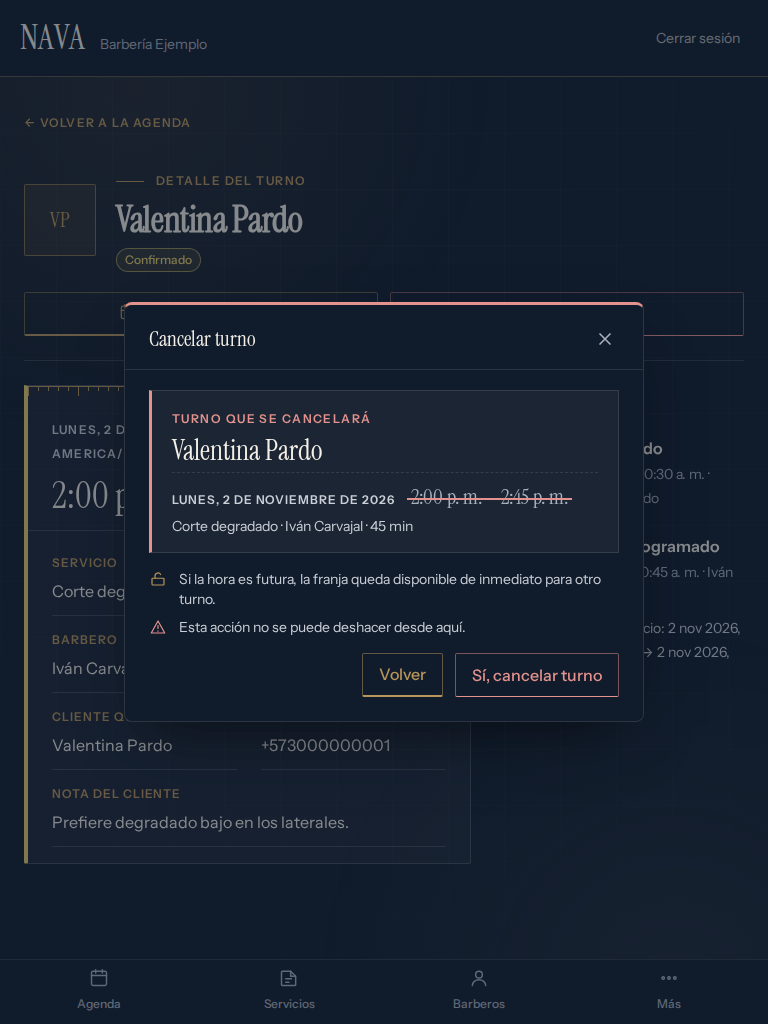 NAVA
Barbería Ejemplo
Cerrar sesión
← VOLVER A LA AGENDA
DETALLE DEL TURNO
VP
Valentina Pardo
Confirmado
Cancelar turno
TURNO QUE SE CANCELARÁ
Valentina Pardo
LUNES, 2 DE NOVIEMBRE DE 2026 2:00 p. m. – 2:45 p. m.
Corte degradado · Iván Carvajal · 45 min
Si la hora es futura, la franja queda disponible de inmediato para otro
turno.
Esta acción no se puede deshacer desde aquí.
Volver
Sí, cancelar turno
LUNES, 2 D
AMERICA/
2:00 p
SERVICIO
Corte deg
BARBERO
Iván Carva
CLIENTE Q
Valentina Pardo
+573000000001
NOTA DEL CLIENTE
Prefiere degradado bajo en los laterales.
do
0:30 a. m. ·
do
ogramado
0:45 a. m. · Iván
cio: 2 nov 2026,
→ 2 nov 2026,
Agenda
Servicios
Barberos
Más